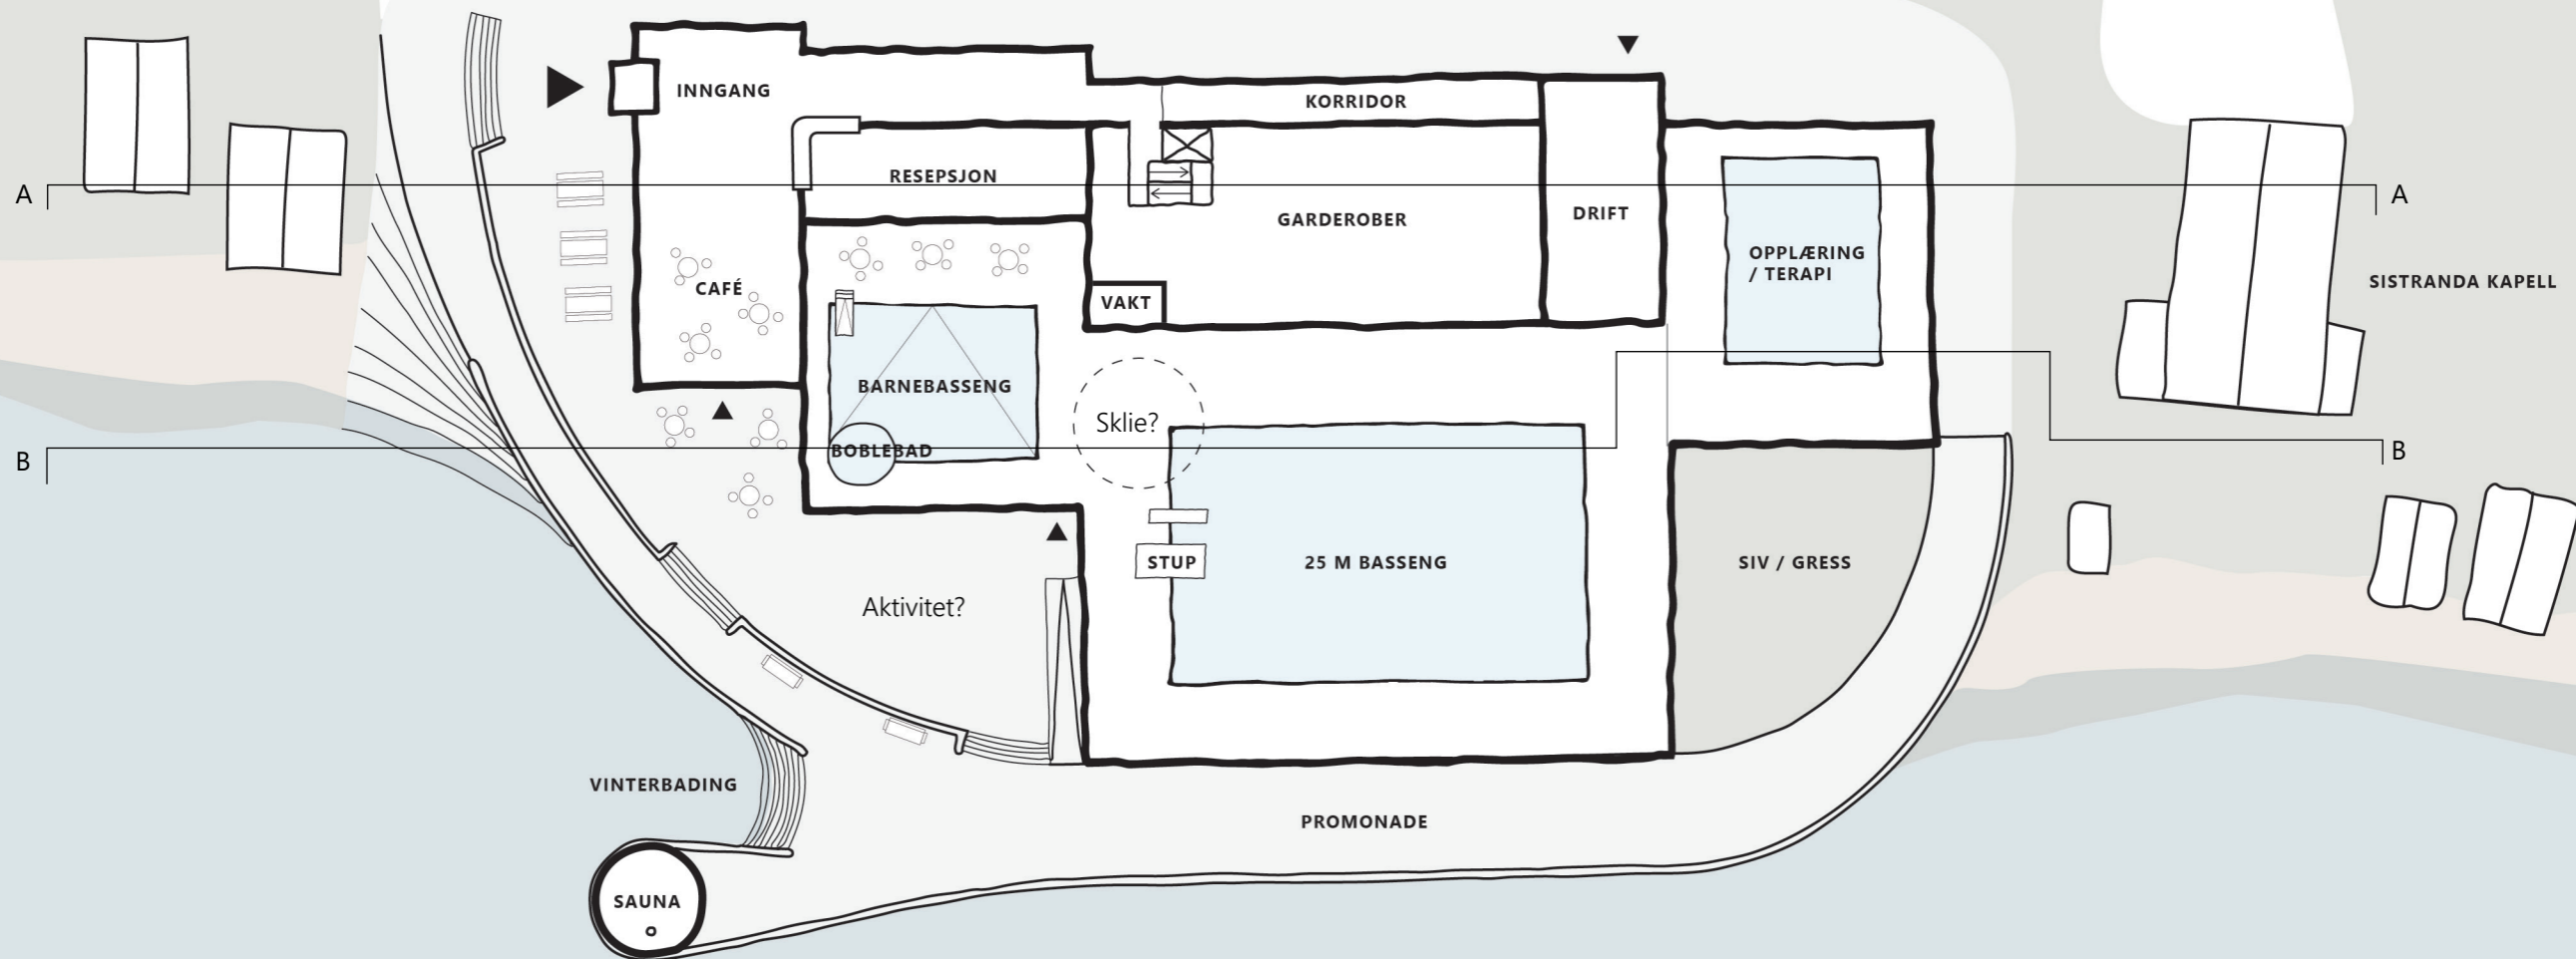 INNGANG
KORRIDOR
RESEPSJON
A
A
GARDEROBER
DRIFT
OPPLÆRING
/ TERAPI
SISTRANDA KAPELL
CAFÉ
VAKT
BARNEBASSENG
Sklie?
BOBLEBAD
B
B
STUP
25 M BASSENG
SIV / GRESS
Aktivitet?
VINTERBADING
PROMONADE
SAUNA